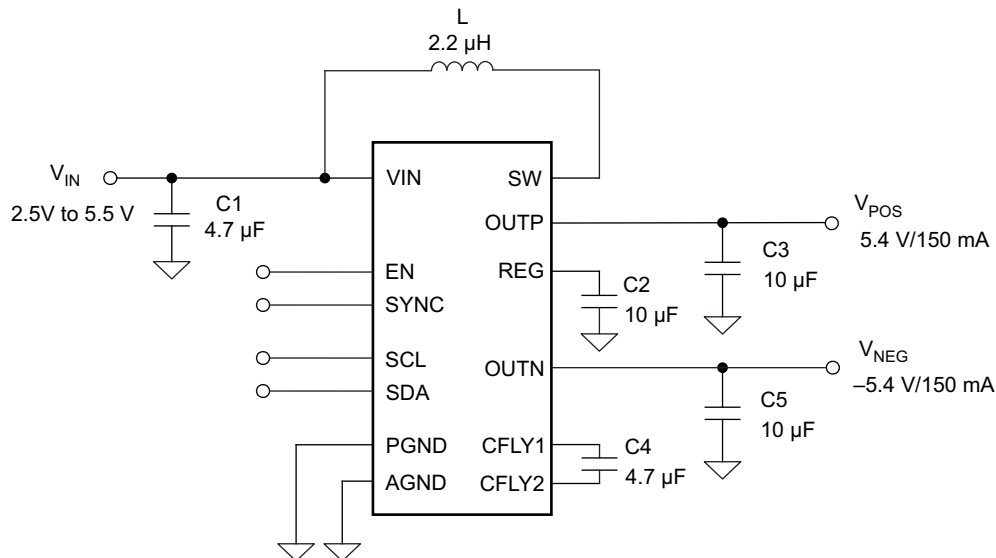 L
2.2 µH
V_IN
2.5V to 5.5 V
C1
4.7 µF
VIN
SW
OUTP
V_POS
5.4 V/150 mA
C3
10 µF
EN
REG
C2
10 µF
SYNC
SCL
SDA
OUTN
V_NEG
–5.4 V/150 mA
C5
10 µF
PGND
AGND
CFLY1
CFLY2
C4
4.7 µF